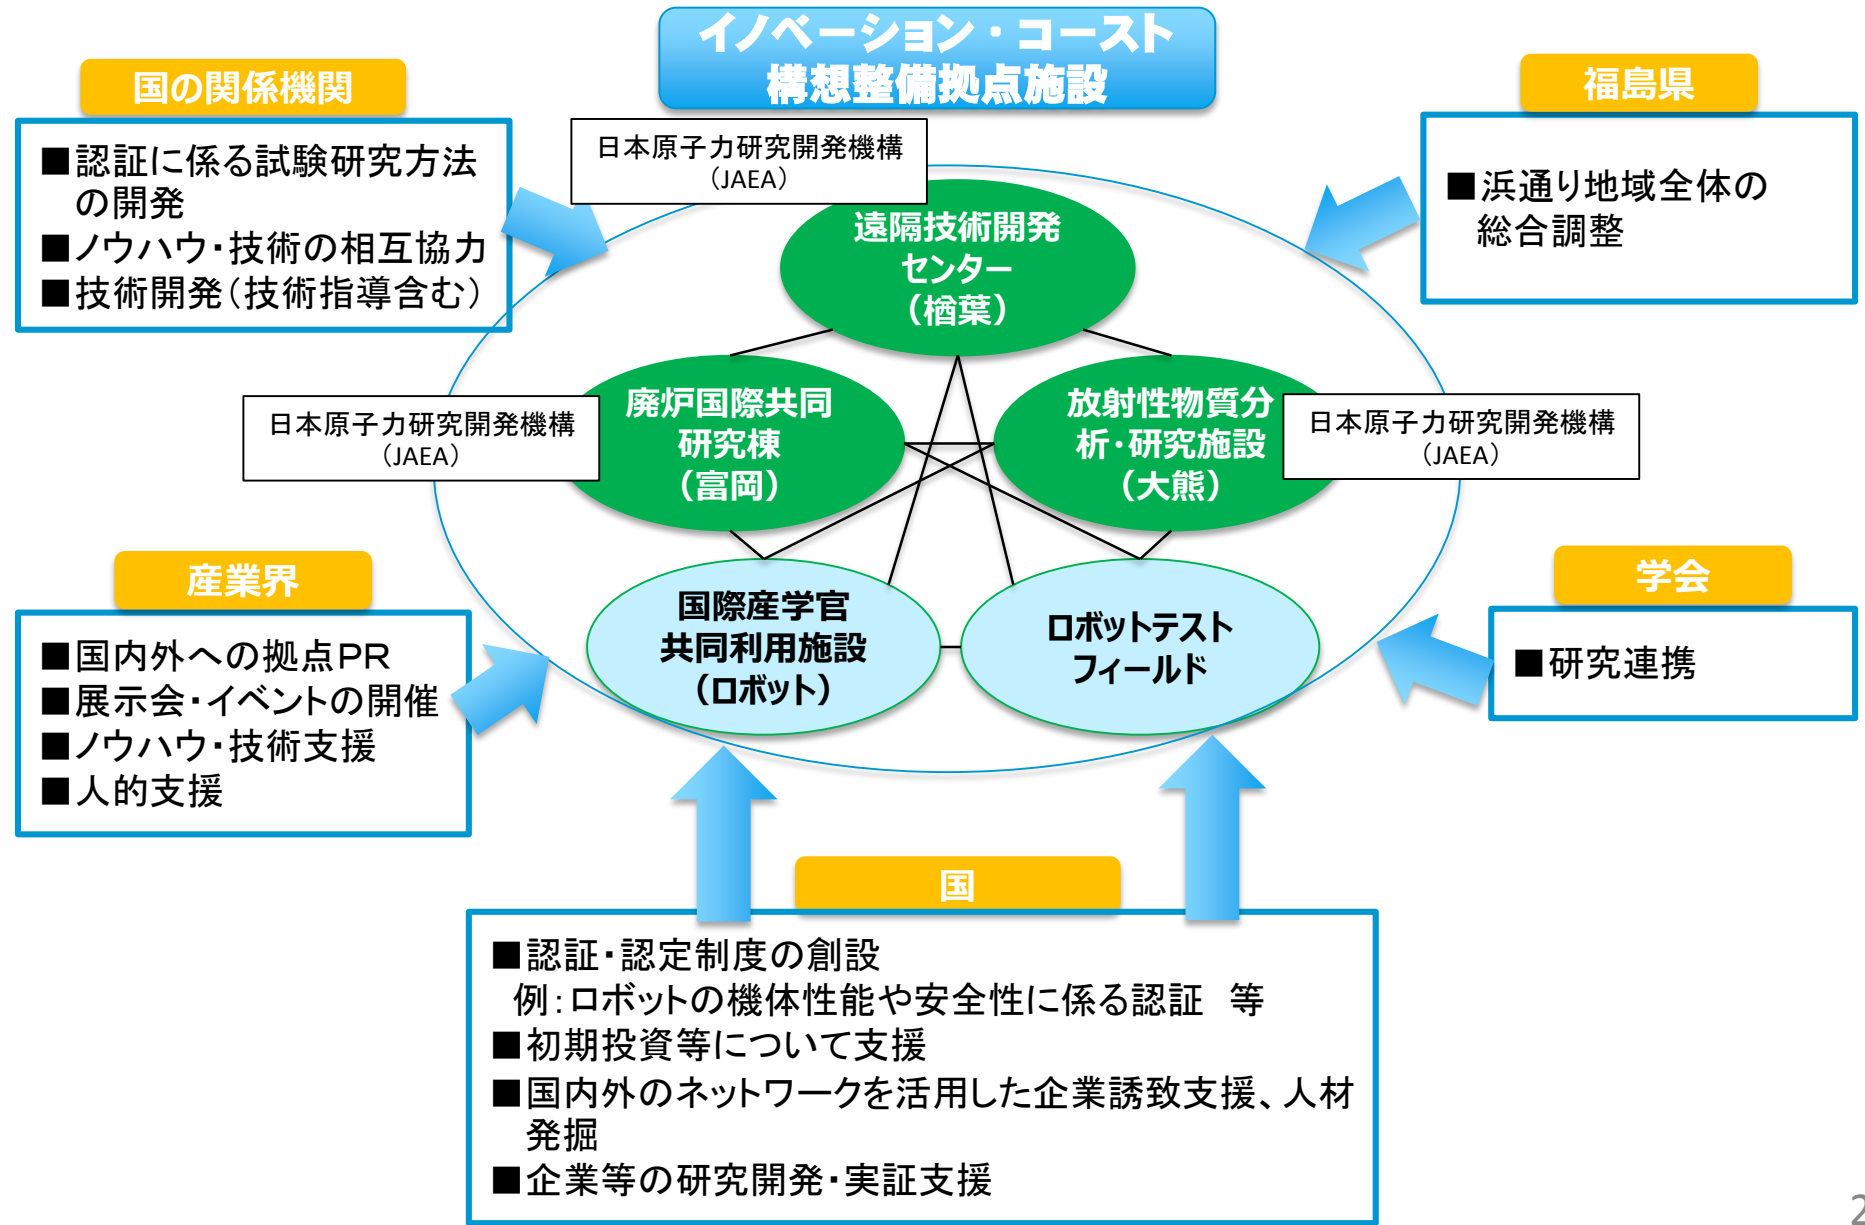 イノベーション・コースト
構想整備拠点施設
国の関係機関
■認証に係る試験研究方法
の開発
■ノウハウ・技術の相互協力
■技術開発（技術指導含む）
福島県
■浜通り地域全体の
総合調整
日本原子力研究開発機構
（JAEA）
遠隔技術開発
センター
（楢葉）
日本原子力研究開発機構
（JAEA）
廃炉国際共同
研究棟
（富岡）
放射性物質分
析・研究施設
（大熊）
日本原子力研究開発機構
（JAEA）
国際産学官
共同利用施設
（ロボット）
ロボットテスト
フィールド
産業界
■国内外への拠点PR
■展示会・イベントの開催
■ノウハウ・技術支援
■人的支援
学会
■研究連携
国
■認証・認定制度の創設
例：ロボットの機体性能や安全性に係る認証　等
■初期投資等について支援
■国内外のネットワークを活用した企業誘致支援、人材
発掘
■企業等の研究開発・実証支援
2